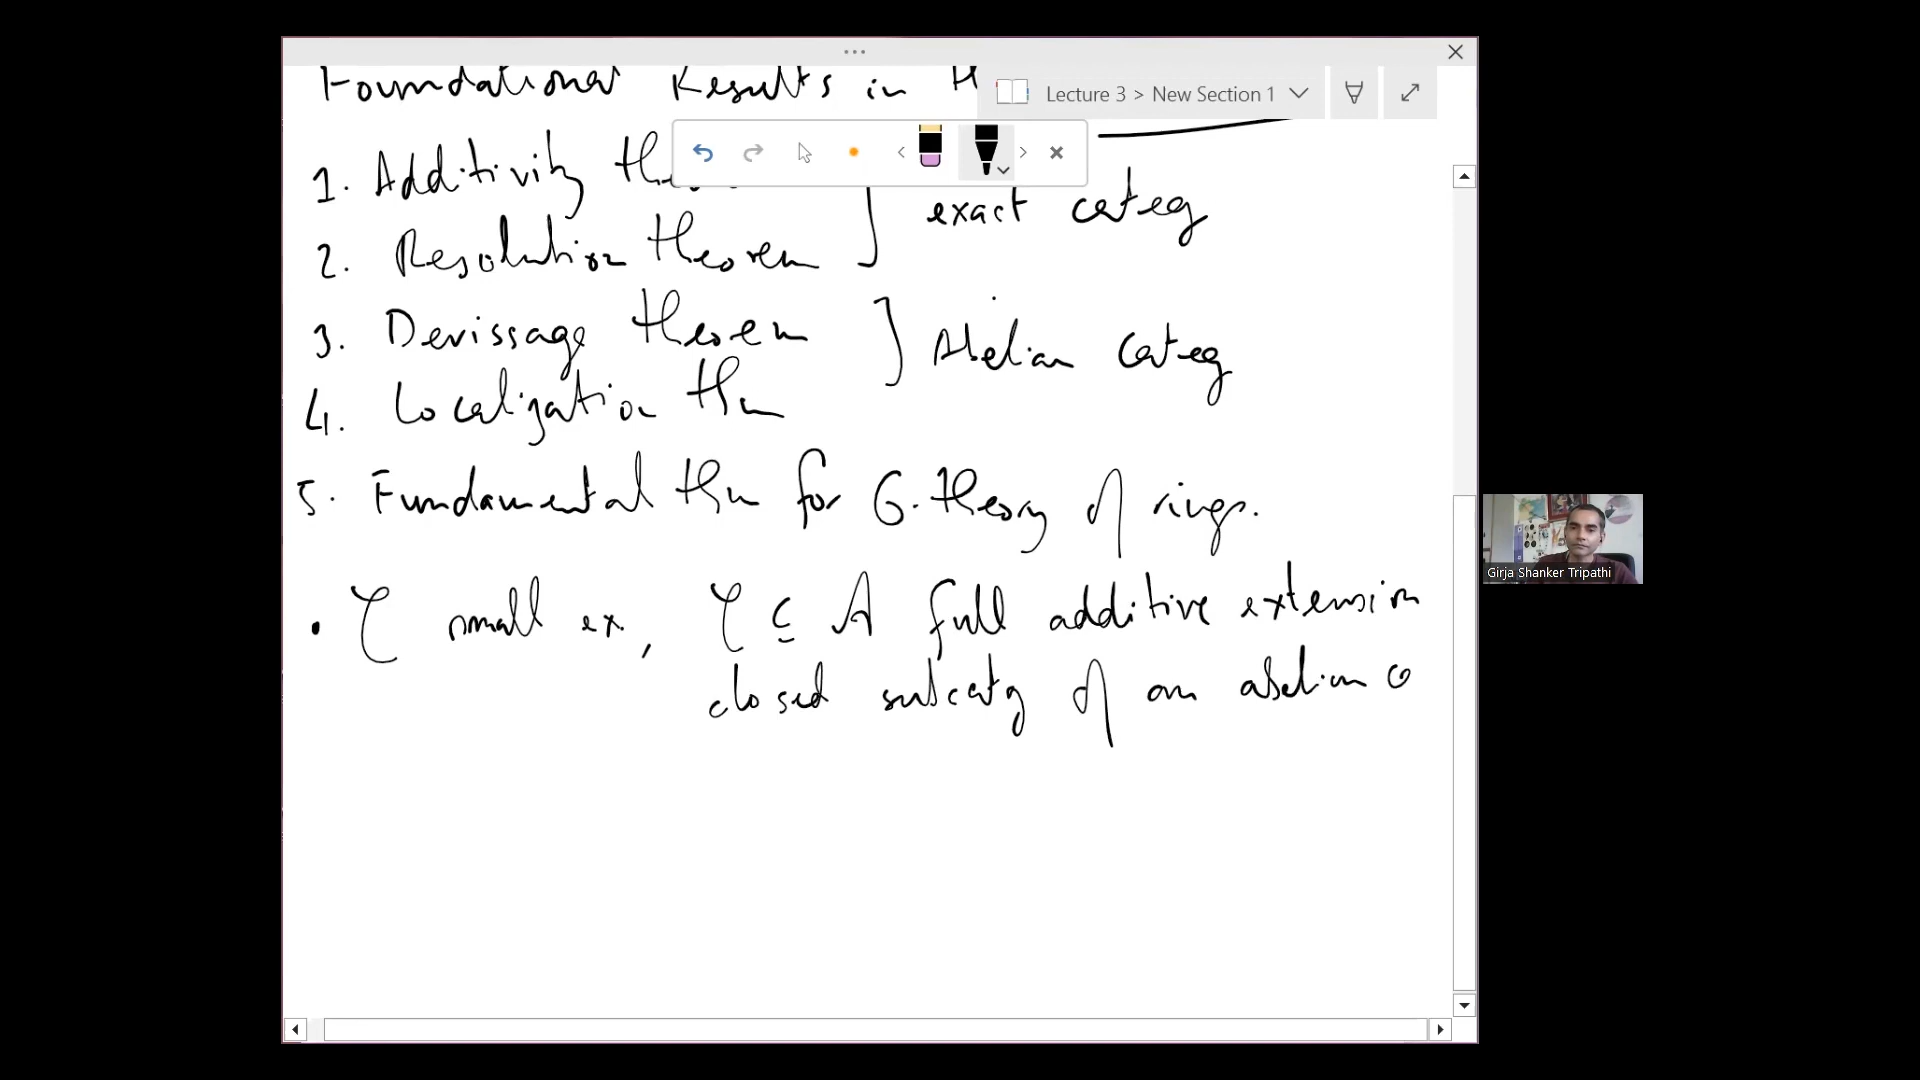 Foundational Results in
Lecture 3 > New Section 1
1. Additivity
exact categ
2. Resolution theorem
3. Devissage theorem
Abelian categ
4. Localization thm
5. Fundamental thm for G-theory of rings.
• C small ex, C ⊆ A full additive extension
closed subcatg of an abelian
Girja Shanker Tripathi